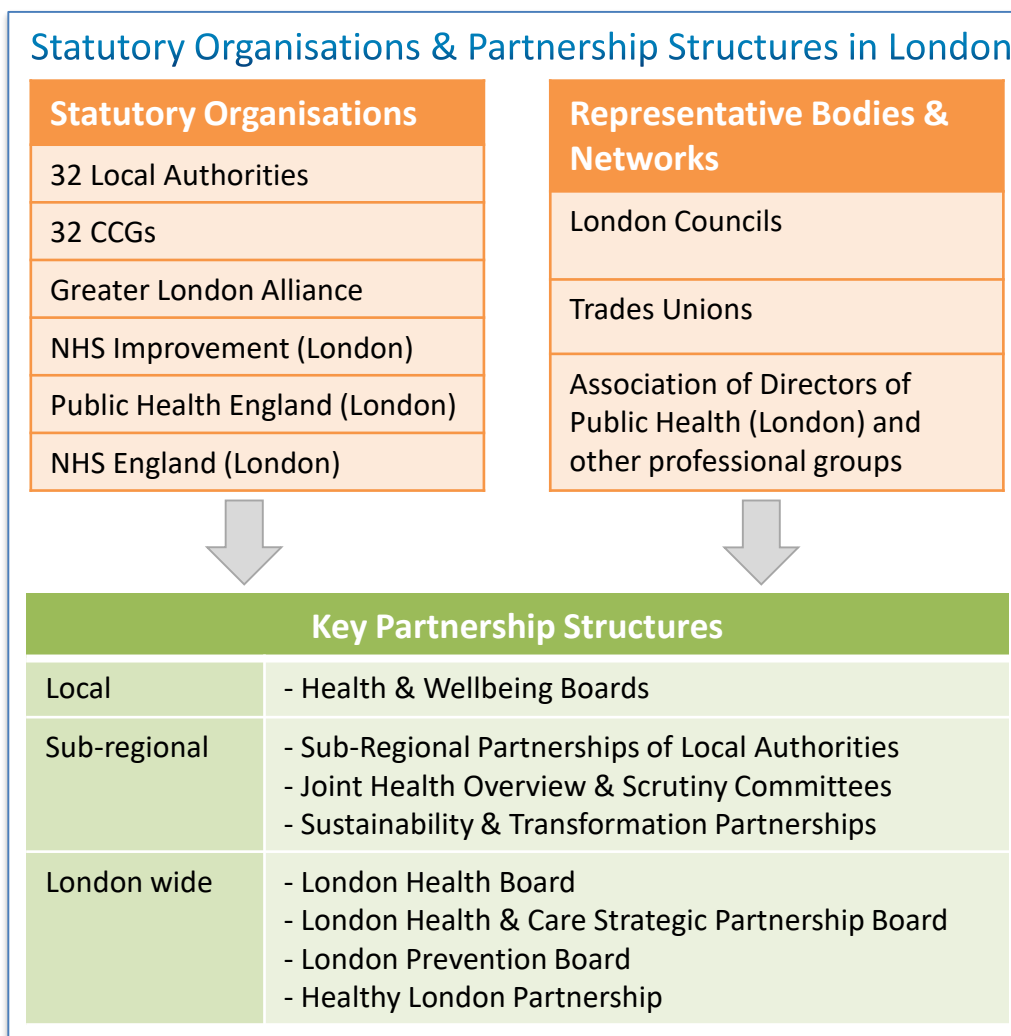 Statutory Organisations & Partnership Structures in London
Statutory Organisations
32 Local Authorities
32 CCGs
Greater London Alliance
NHS Improvement (London)
Public Health England (London)
NHS England (London)
Representative Bodies &
Networks
London Councils
Trades Unions
Association of Directors of
Public Health (London) and
other professional groups
Key Partnership Structures
Local
- Health & Wellbeing Boards
Sub-regional
- Sub-Regional Partnerships of Local Authorities
- Joint Health Overview & Scrutiny Committees
- Sustainability & Transformation Partnerships
London wide
- London Health Board
- London Health & Care Strategic Partnership Board
- London Prevention Board
- Healthy London Partnership